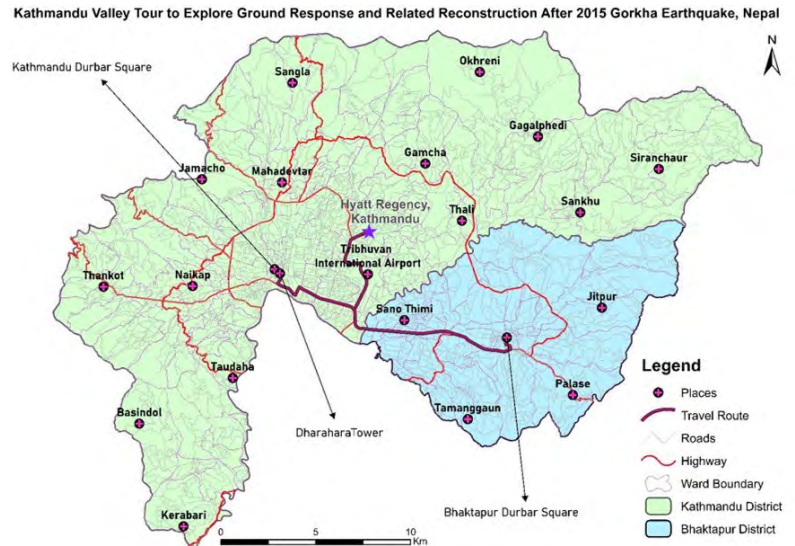 Kathmandu Valley Tour to Explore Ground Response and Related Reconstruction After 2015 Gorkha Earthquake, Nepal
N
Kathmandu Durbar Square
Sangla
Okhreni
Gagalphedi
Siranchaur
Gamcha
Jamacho
Mahadevtar
Sankhu
Hyatt Regency,
Kathmandu
Thali
Tribhuvan
International Airport
Thankot
Naikap
Sano Thimi
Jitpur
Taudaha
Palase
Basindol
Tamanggaun
DharaharaTower
Bhaktapur Durbar Square
Kerabari
0 5 10
Km
Legend
Places
Travel Route
Roads
Highway
Ward Boundary
Kathmandu District
Bhaktapur District